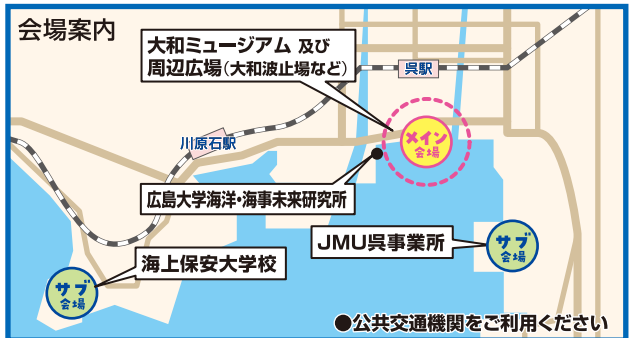 会場案内
大和ミュージアム 及び
周辺広場(大和波止場など)
呉駅
川原石駅
メイン
会場
広島大学海洋・海事未来研究所
JMU呉事業所
サブ
会場
海上保安大学校
サブ
会場
●公共交通機関をご利用ください